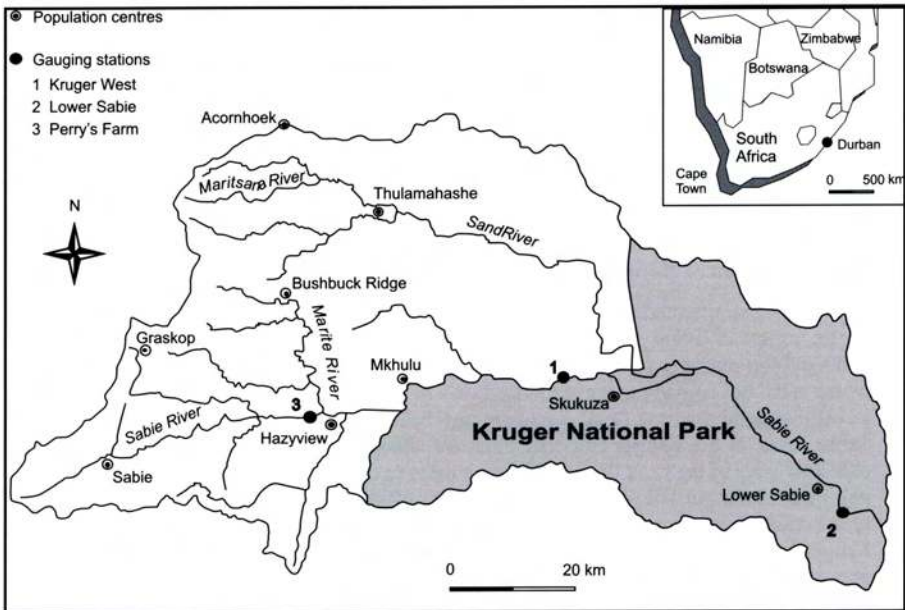 Population centres
Gauging stations
1 Kruger West
2 Lower Sabie
3 Perry's Farm
Namibia
Zimbabwe
Botswana
South
Africa
Durban
Cape
Town
0 500 km
Acornhoek
Maritsana River
Thulamahashe
SandRiver
N
Bushbuck Ridge
Marite River
Graskop
Mkhulu
1
Skukuza
3
Sabie River
Hazyview
Kruger National Park
Sabie River
Sabie
Lower Sabie
2
0 20 km